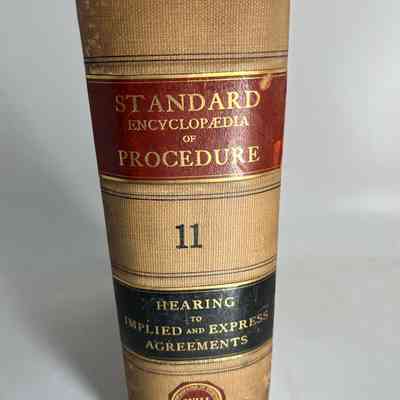 STANDARD
ENCYCLOPÆDIA
OF
PROCEDURE
11
HEARING
TO
IMPLIED AND EXPRESS
AGREEMENTS